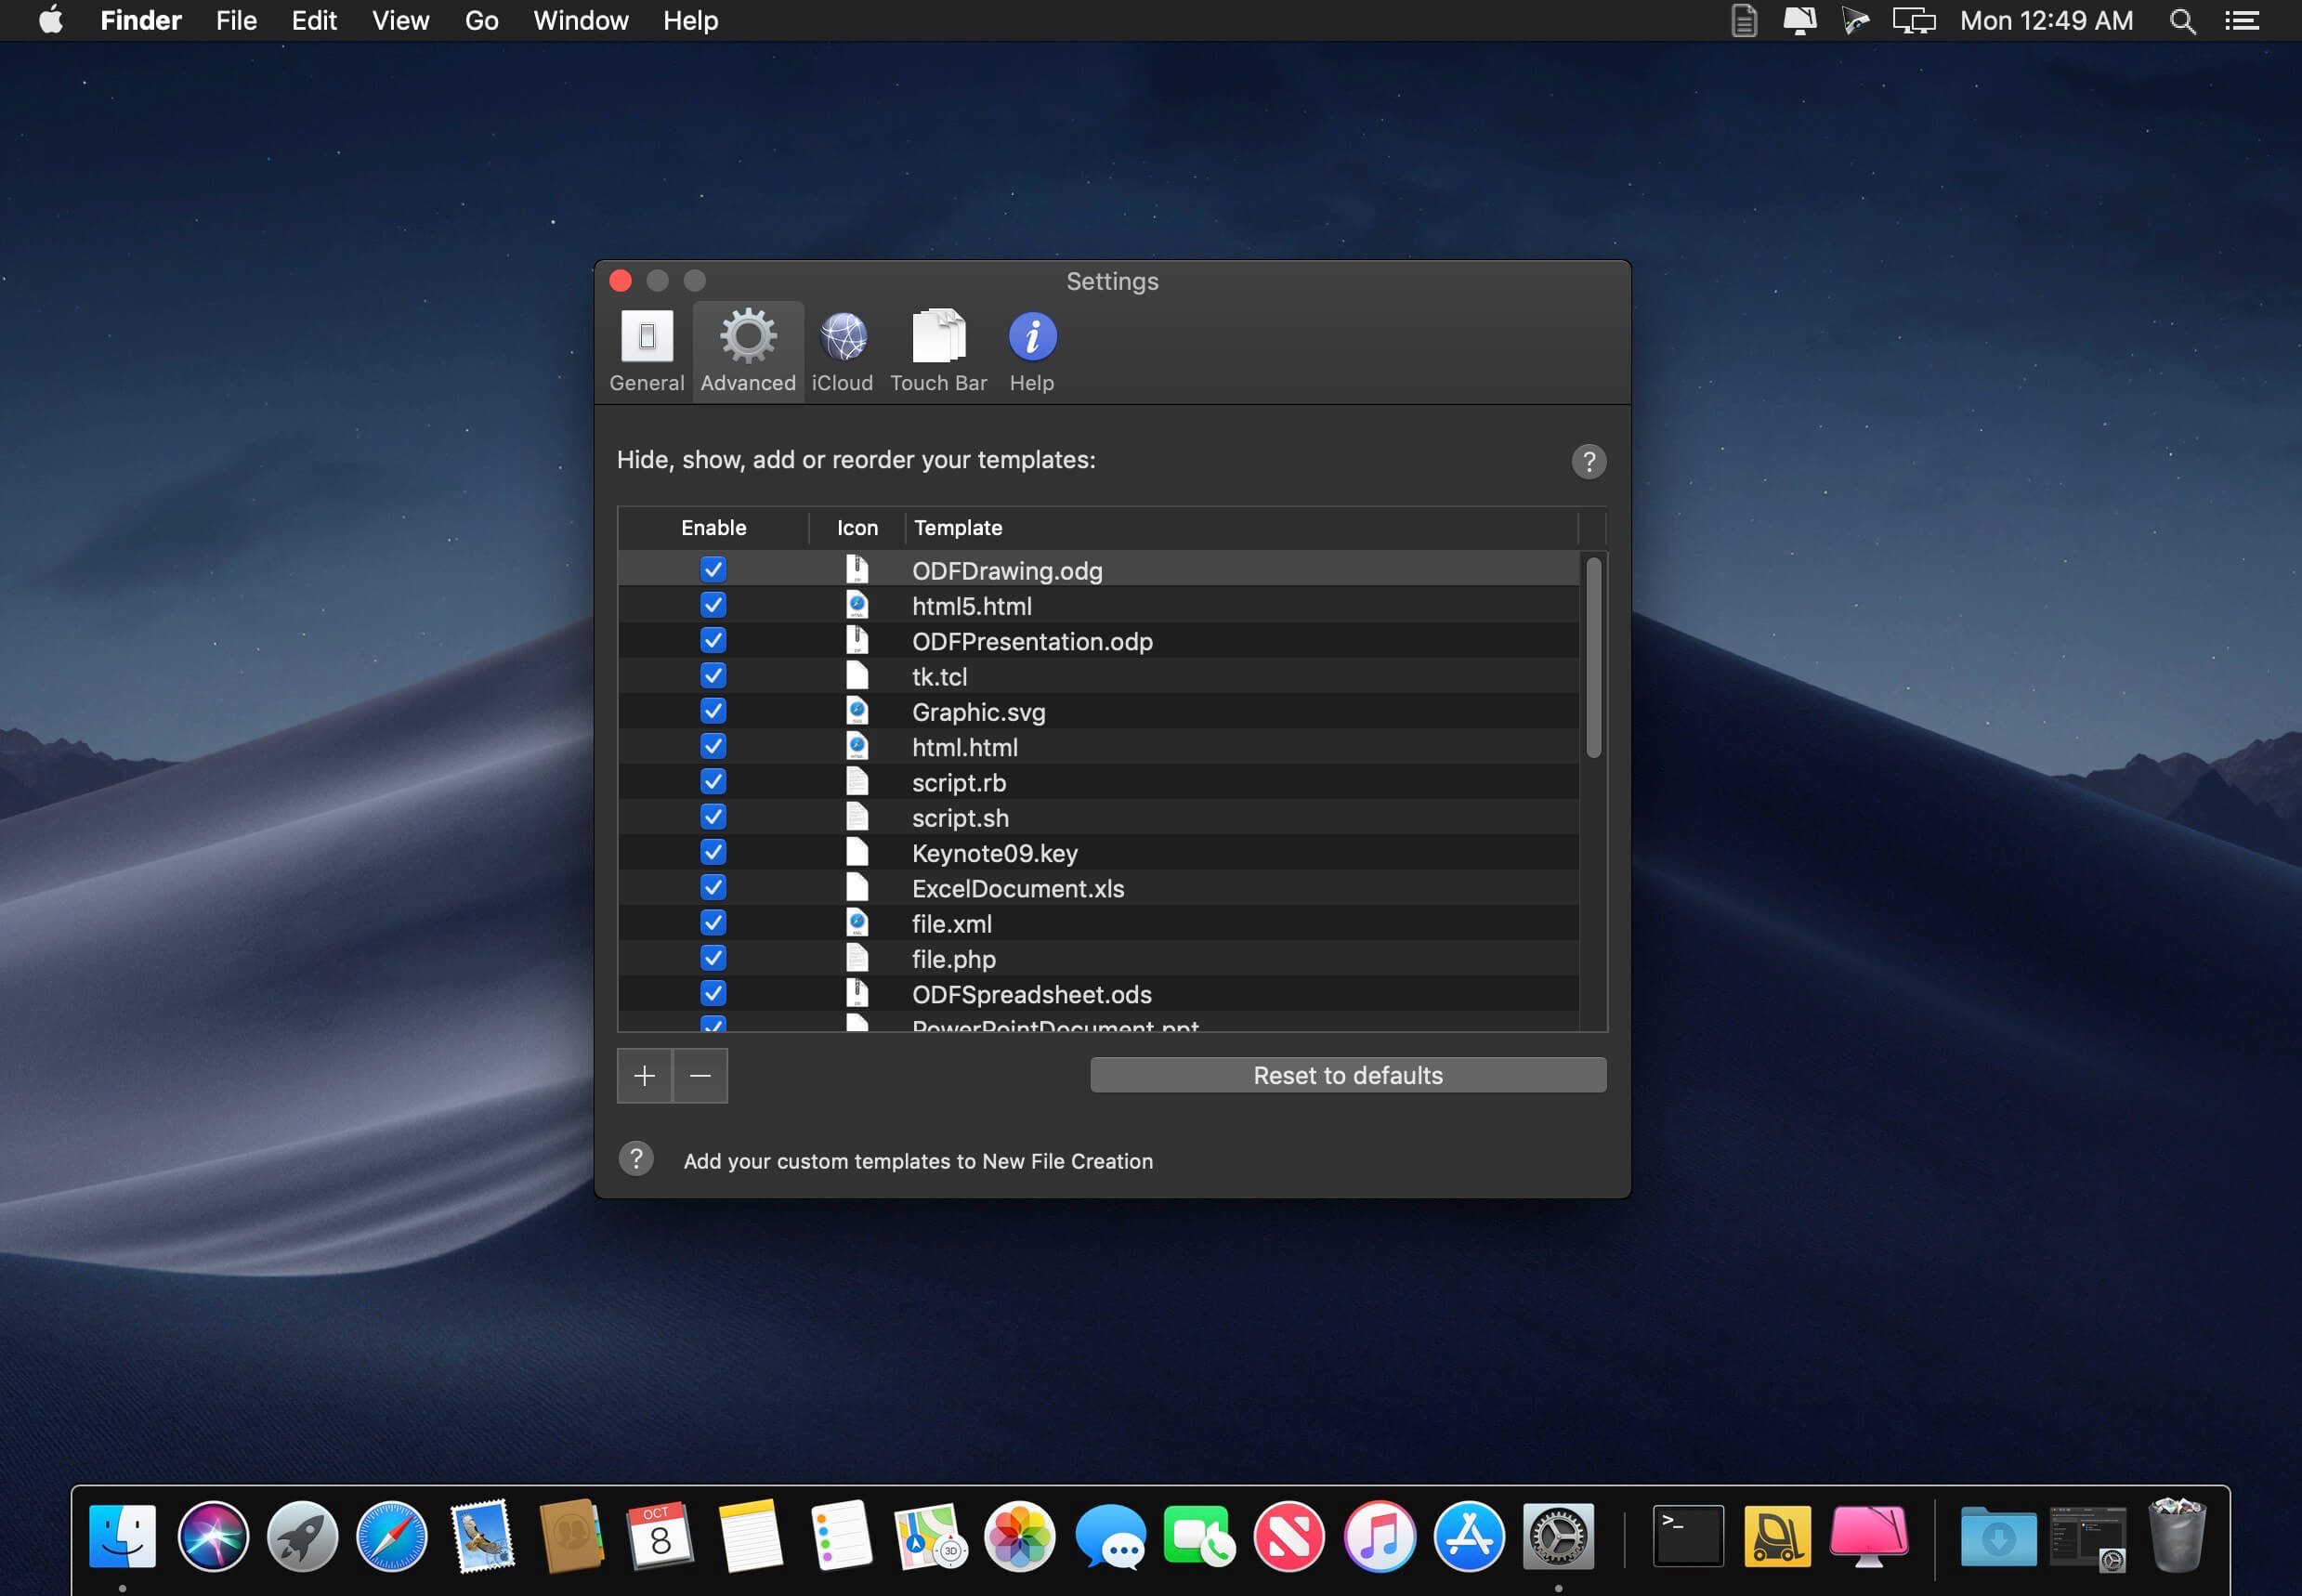 Finder File Edit View Go Window Help Mon 12:49 AM
Settings
General Advanced iCloud Touch Bar Help
Hide, show, add or reorder your templates: ?
Enable Icon Template
ODFDrawing.odg
html5.html
ODFPresentation.odp
tk.tcl
Graphic.svg
html.html
script.rb
script.sh
Keynote09.key
ExcelDocument.xls
file.xml
file.php
ODFSpreadsheet.ods
PowerPointDocument.ppt
+ − Reset to defaults
? Add your custom templates to New File Creation
OCT
8
3D
>_